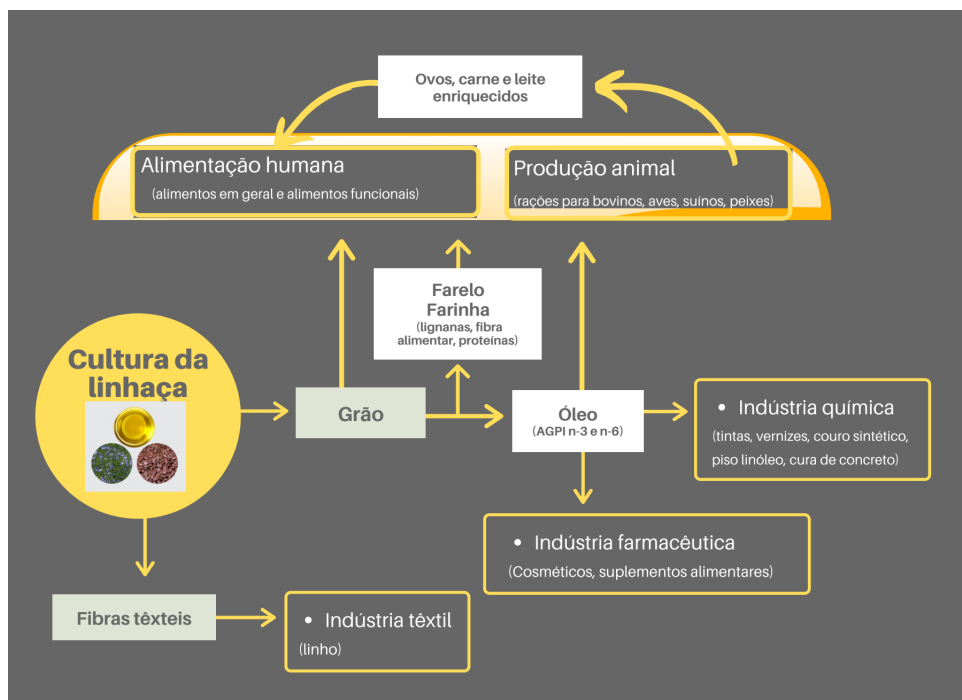 Ovos, carne e leite
enriquecidos
Alimentação humana
(alimentos em geral e alimentos funcionais)
Produção animal
(rações para bovinos, aves, suínos, peixes)
Farelo
Farinha
(lignanas, fibra
alimentar, proteínas)
Cultura da
linhaça
Grão
Óleo
(AGPI n-3 e n-6)
• Indústria química
(tintas, vernizes, couro sintético,
piso linóleo, cura de concreto)
• Indústria farmacêutica
(Cosméticos, suplementos alimentares)
Fibras têxteis
• Indústria têxtil
(linho)